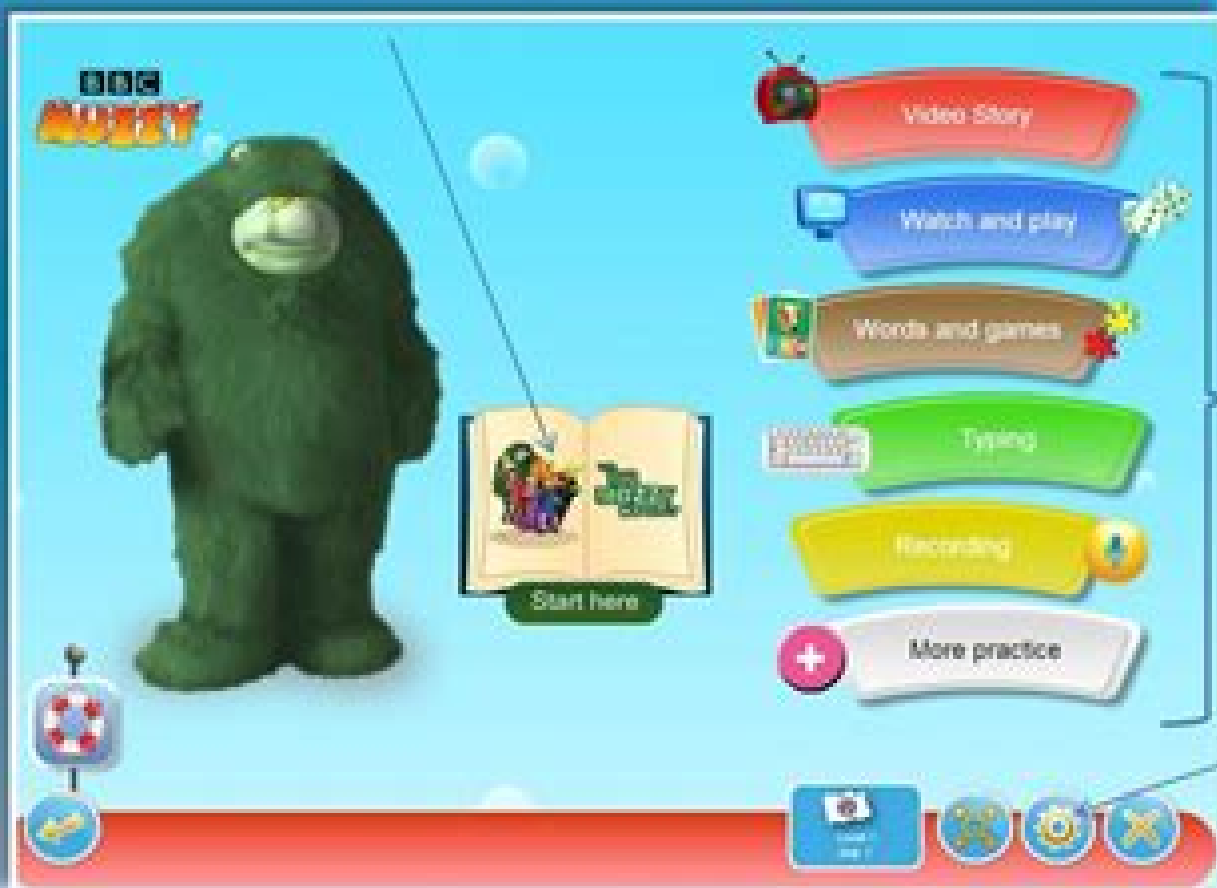 BBC
MUZZY
Video Story
Watch and play
Words and games
Typing
Recording
More practice
Start here